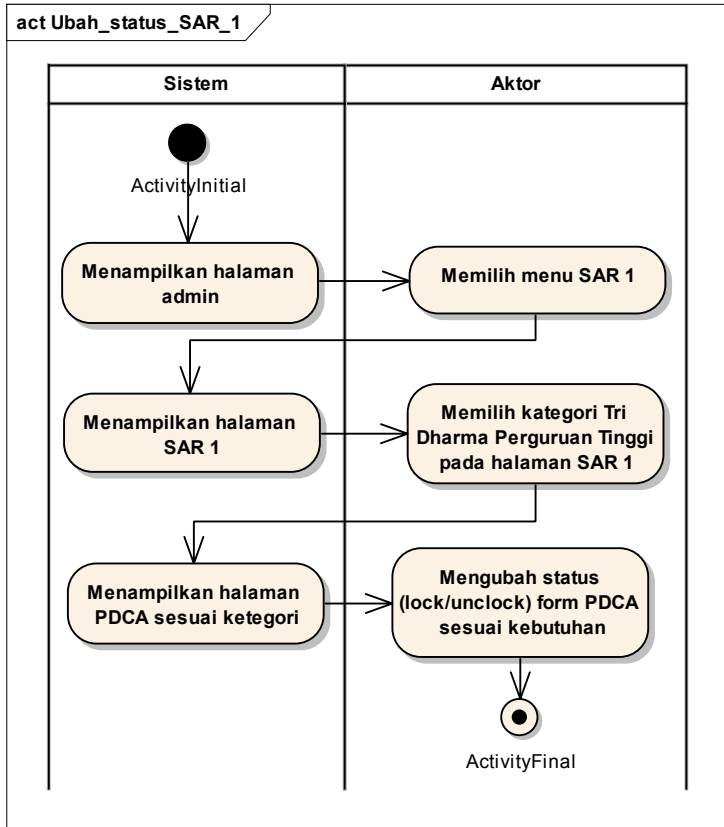 act Ubah_status_SAR_1
Sistem
Aktor
ActivityInitial
Menampilkan halaman
admin
Memilih menu SAR 1
Menampilkan halaman
SAR 1
Memilih kategori Tri
Dharma Perguruan Tinggi
pada halaman SAR 1
Menampilkan halaman
PDCA sesuai ketegori
Mengubah status
(lock/unclock) form PDCA
sesuai kebutuhan
ActivityFinal